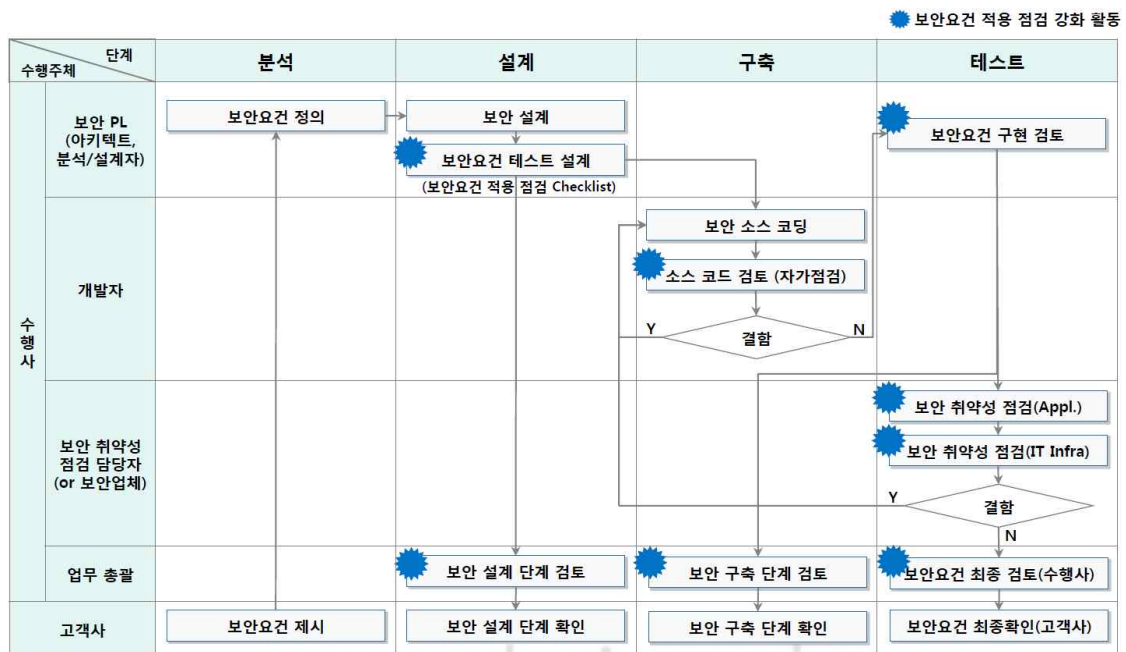 보안요건 적용 점검 강화 활동
단계
수행주체
분석
설계
구축
테스트
수
행
사
보안 PL
(아키텍트,
분석/설계자)
보안요건 정의
보안 설계
보안요건 테스트 설계
(보안요건 적용 점검 Checklist)
보안요건 구현 검토
개발자
보안 소스 코딩
소스 코드 검토 (자가점검)
Y
결함
N
보안 취약성
점검 담당자
(or 보안업체)
보안 취약성 점검(Appl.)
보안 취약성 점검(IT Infra)
Y
결함
N
업무 총괄
보안 설계 단계 검토
보안 구축 단계 검토
보안요건 최종 검토(수행사)
고객사
보안요건 제시
보안 설계 단계 확인
보안 구축 단계 확인
보안요건 최종확인(고객사)